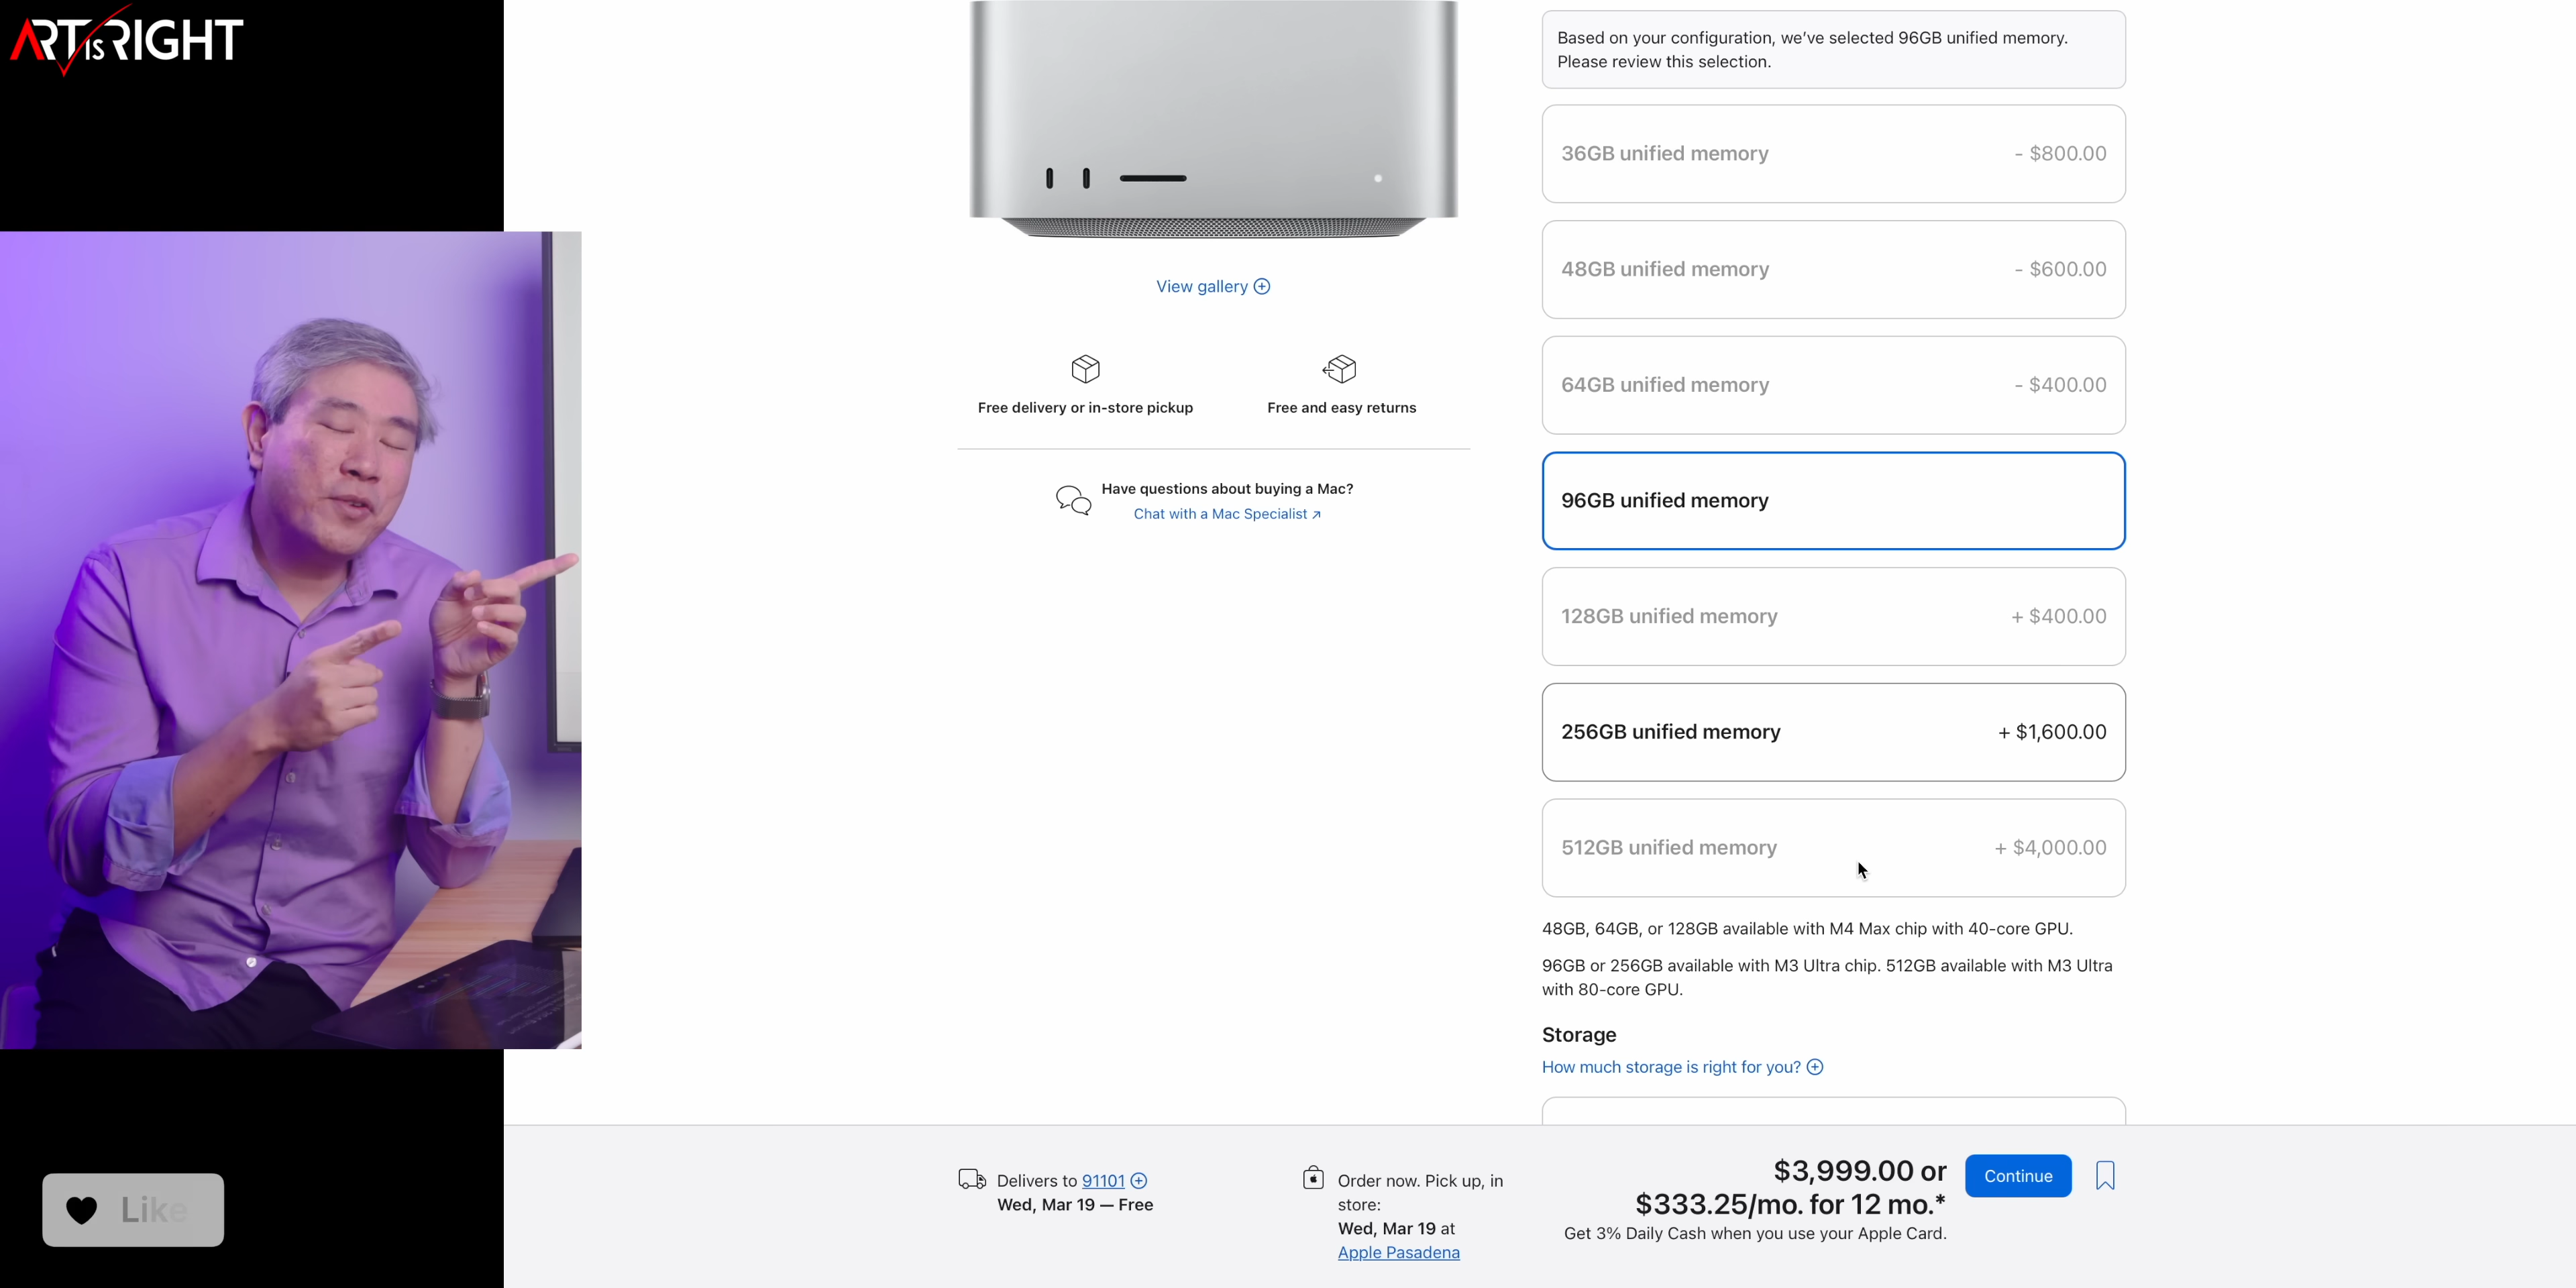 ART IS RIGHT
Based on your configuration, we've selected 96GB unified memory.
Please review this selection.
36GB unified memory - $800.00
48GB unified memory - $600.00
64GB unified memory - $400.00
96GB unified memory
128GB unified memory + $400.00
256GB unified memory + $1,600.00
512GB unified memory + $4,000.00
48GB, 64GB, or 128GB available with M4 Max chip with 40-core GPU.
96GB or 256GB available with M3 Ultra chip. 512GB available with M3 Ultra
with 80-core GPU.
Storage
How much storage is right for you?
View gallery
Free delivery or in-store pickup
Free and easy returns
Have questions about buying a Mac?
Chat with a Mac Specialist ↗
Like
Delivers to 91101
Wed, Mar 19 — Free
Order now. Pick up, in
store:
Wed, Mar 19 at
Apple Pasadena
$3,999.00 or
$333.25/mo. for 12 mo.*
Get 3% Daily Cash when you use your Apple Card.
Continue